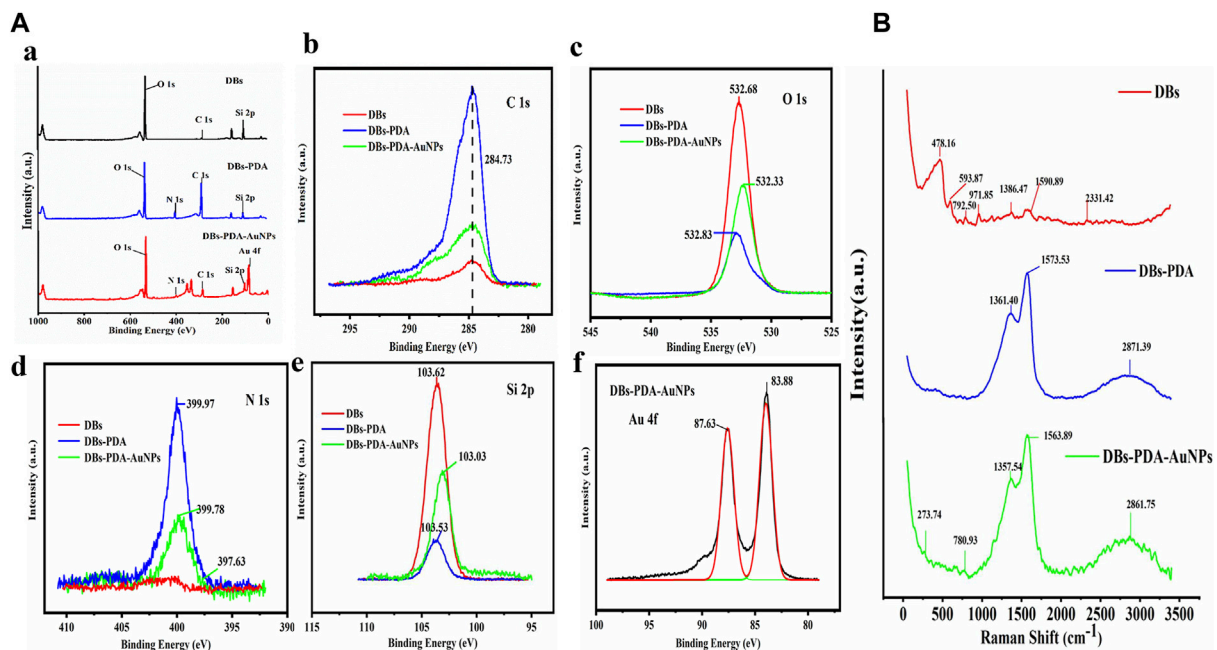 A
a
Intensity (a.u.)
O 1s
DBs
C 1s
Si 2p
O 1s
DBs-PDA
N 1s
C 1s
Si 2p
DBs-PDA-AuNPs
O 1s
Au 4f
N 1s
C 1s
Si 2p
1000 800 600 400 200 0
Binding Energy (eV)
b
Intensity (a.u.)
C 1s
DBs
DBs-PDA
DBs-PDA-AuNPs
284.73
295 290 285 280
Binding Energy (eV)
c
Intensity (a.u.)
532.68
O 1s
DBs
DBs-PDA
DBs-PDA-AuNPs
532.33
532.83
545 540 535 530 525
Binding Energy (eV)
d
Intensity (a.u.)
N 1s
399.97
DBs
DBs-PDA
DBs-PDA-AuNPs
399.78
397.63
410 405 400 395 390
Binding Energy (eV)
e
Intensity (a.u.)
103.62
Si 2p
DBs
DBs-PDA
DBs-PDA-AuNPs
103.03
103.53
115 110 105 100 95
Binding Energy (eV)
f
Intensity (a.u.)
DBs-PDA-AuNPs
Au 4f
83.88
87.63
100 95 90 85 80
Binding Energy (eV)
B
Intensity(a.u.)
DBs
478.16
593.87
792.50
971.85
1386.47
1590.89
2331.42
DBs-PDA
1573.53
1361.40
2871.39
DBs-PDA-AuNPs
1563.89
1357.54
273.74
780.93
2861.75
0 500 1000 1500 2000 2500 3000 3500
Raman Shift (cm⁻¹)